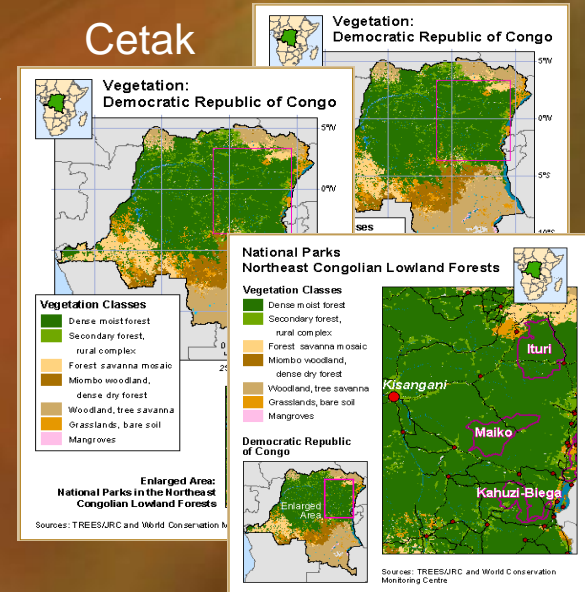 Cetak
Vegetation:
Democratic Republic of Congo
5°N
0°N
5°S
Vegetation:
Democratic Republic of Congo
5°N
0°N
Vegetation Classes
Dense moist forest
Secondary forest,
rural complex
Forest savanna mosaic
Miombo woodland,
dense dry forest
Woodland, tree savanna
Grasslands, bare soil
Mangroves
Enlarged Area:
National Parks in the Northeast
Congolian Lowland Forests
Sources: TREES/JRC and World Conservation
National Parks
Northeast Congolian Lowland Forests
Vegetation Classes
Dense moist forest
Secondary forest,
rural complex
Forest savanna mosaic
Miombo woodland,
dense dry forest
Woodland, tree savanna
Grasslands, bare soil
Mangroves
Democratic Republic
of Congo
Enlarged
Area
Ituri
Kisangani
Maiko
Kahuzi-Biega
Sources: TREES/JRC and World Conservation
Monitoring Centre